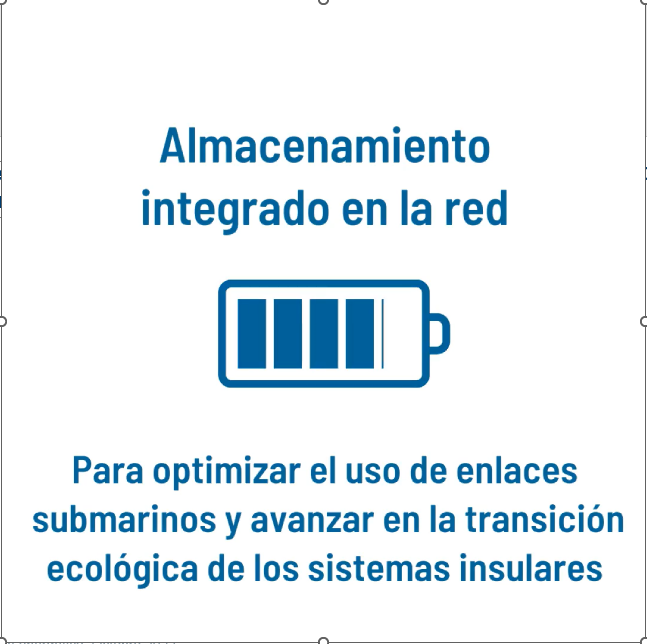 Almacenamiento
integrado en la red
Para optimizar el uso de enlaces
submarinos y avanzar en la transición
ecológica de los sistemas insulares